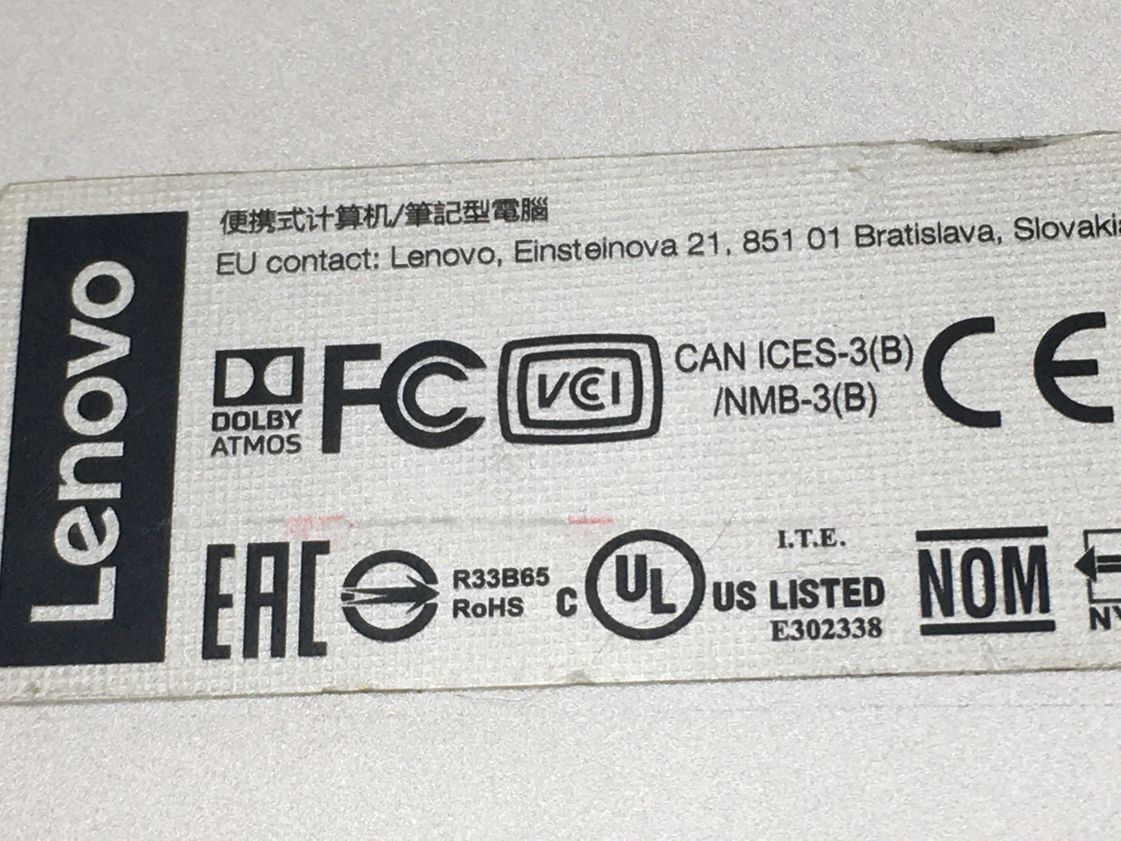 Lenovo
便携式计算机/筆記型電腦
EU contact: Lenovo, Einsteinova 21, 851 01 Bratislava, Slovakia
DOLBY
ATMOS
FC
VCCI
CAN ICES-3(B)
/NMB-3(B)
CE
EAC
R33B65
RoHS
C UL US LISTED
I.T.E.
E302338
NOM
NY